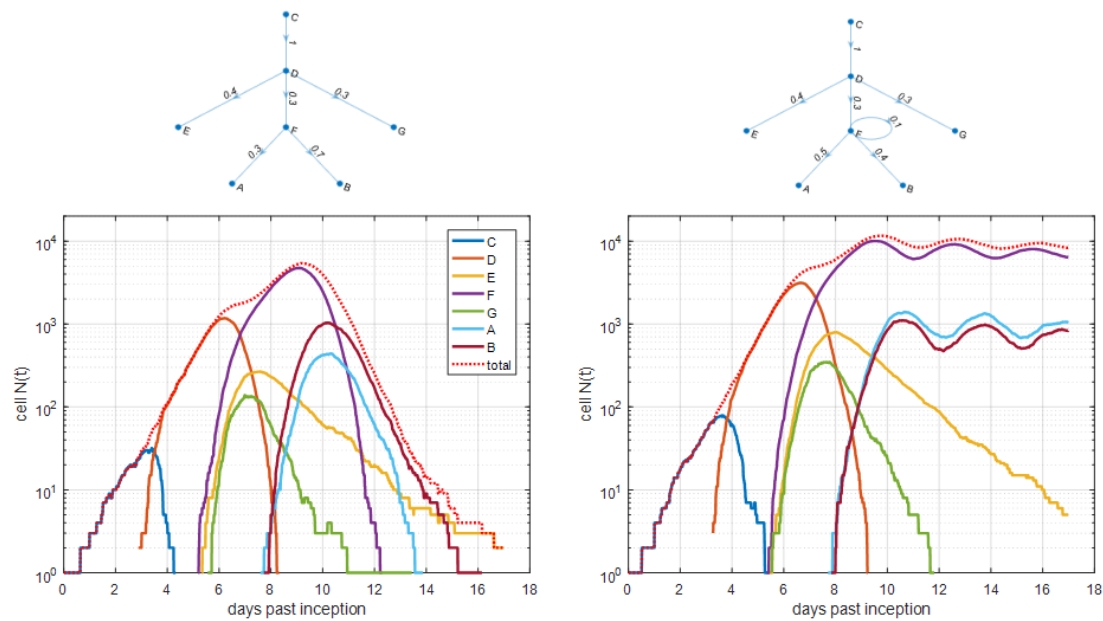 C
1
D
0.4
0.3
0.3
E
F
G
0.3
0.7
A
B
C
1
D
0.4
0.3
0.3
E
F
0.1
G
0.5
0.4
A
B
cell N(t)
10^4
10^3
10^2
10^1
10^0
C
D
E
F
G
A
B
total
0 2 4 6 8 10 12 14 16 18
days past inception
cell N(t)
10^4
10^3
10^2
10^1
10^0
0 2 4 6 8 10 12 14 16 18
days past inception